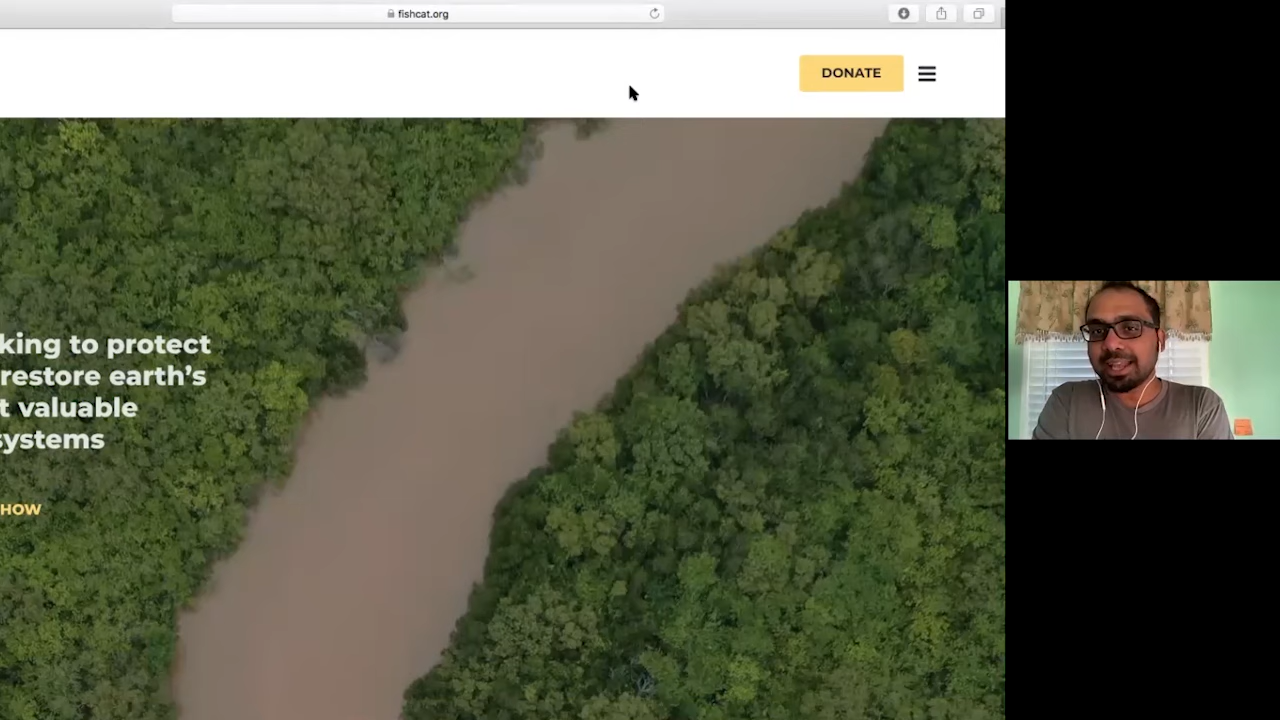 fishcat.org
DONATE
king to protect
restore earth's
t valuable
systems
HOW